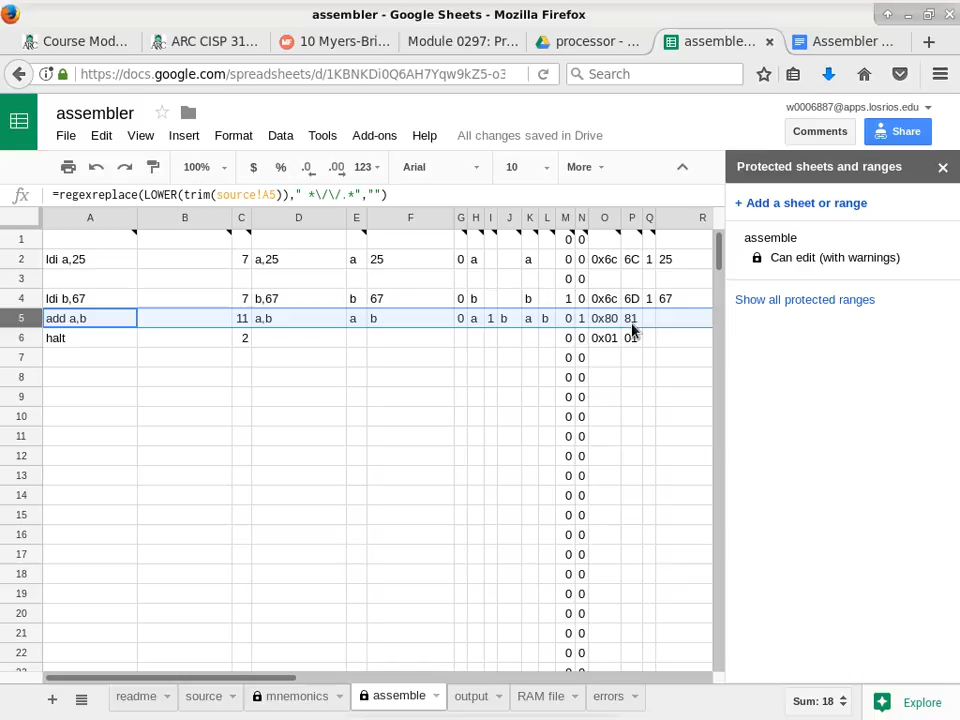 assembler - Google Sheets - Mozilla Firefox
Course Mod... ARC CISP 31... 10 Myers-Bri... Module 0297: Pr... processor - ... assemble... Assembler ...
https://docs.google.com/spreadsheets/d/1KBNKDi0Q6AH7Yqw9kZ5-o3 Search
assembler w0006887@apps.losrios.edu
File Edit View Insert Format Data Tools Add-ons Help All changes saved in Drive Comments Share
100% $ % .0 .00 123 Arial 10 More Protected sheets and ranges
fx =regexreplace(LOWER(trim(source!A5))," *\/\/.*","")
+ Add a sheet or range
A B C D E F G H I J K L M N O P Q R
1 0 0
assemble
2 ldi a,25 7 a,25 a 25 0 a a 0 0 0x6c 6C 1 25
Can edit (with warnings)
3 0 0
4 ldi b,67 7 b,67 b 67 0 b b 1 0 0x6c 6D 1 67
Show all protected ranges
5 add a,b 11 a,b a b 0 a 1 b a b 0 1 0x80 81
6 halt 2 0 0 0x01 01
7 0 0
8 0 0
9 0 0
10 0 0
11 0 0
12 0 0
13 0 0
14 0 0
15 0 0
16 0 0
17 0 0
18 0 0
19 0 0
20 0 0
21 0 0
22 0 0
+ readme source mnemonics assemble output RAM file errors Sum: 18 Explore